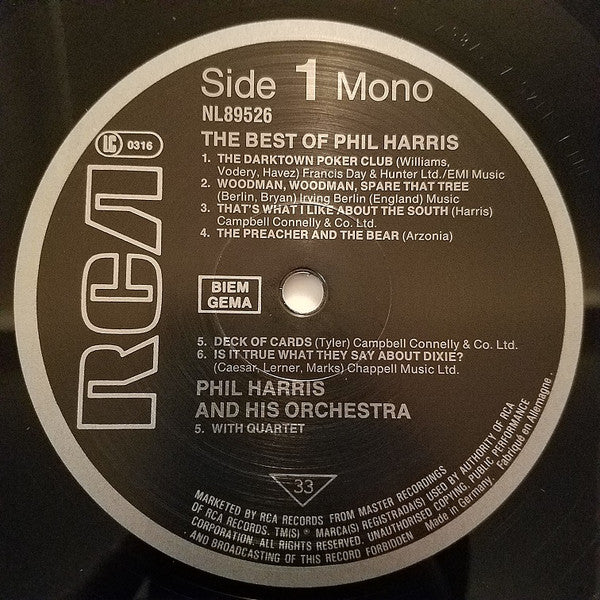 Side 1 Mono
NL89526
LC 0316
THE BEST OF PHIL HARRIS
1. THE DARKTOWN POKER CLUB (Williams,
Vodery, Havez) Francis Day & Hunter Ltd./EMI Music
2. WOODMAN, WOODMAN, SPARE THAT TREE
(Berlin, Bryan) Irving Berlin (England) Music
3. THAT'S WHAT I LIKE ABOUT THE SOUTH (Harris)
Campbell Connelly & Co. Ltd.
4. THE PREACHER AND THE BEAR (Arzonia)
RCA
BIEM
GEMA
5. DECK OF CARDS (Tyler) Campbell Connelly & Co. Ltd.
6. IS IT TRUE WHAT THEY SAY ABOUT DIXIE?
(Caesar, Lerner, Marks) Chappell Music Ltd.
PHIL HARRIS
AND HIS ORCHESTRA
5. WITH QUARTET
33
MARKETED BY RCA RECORDS FROM MASTER RECORDINGS
OF RCA RECORDS. TM(S) ® MARCA(S) REGISTRADA(S) USED BY AUTHORITY OF RCA
CORPORATION. ALL RIGHTS RESERVED. UNAUTHORISED COPYING, PUBLIC PERFORMANCE
AND BROADCASTING OF THIS RECORD FORBIDDEN Made in Germany. Fabriqué en Allemagne.